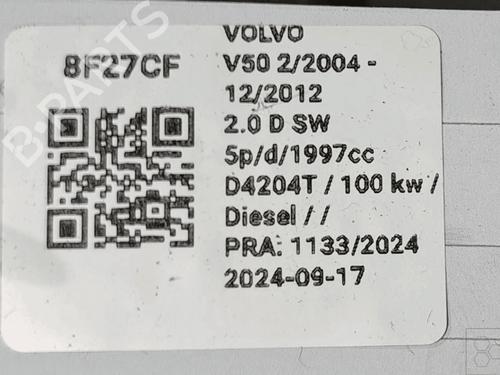 8F27CF
VOLVO
V50 2/2004 -
12/2012
2.0 D SW
5p/d/1997cc
D4204T / 100 kw /
Diesel / /
PRA: 1133/2024
2024-09-17
B-PARTS